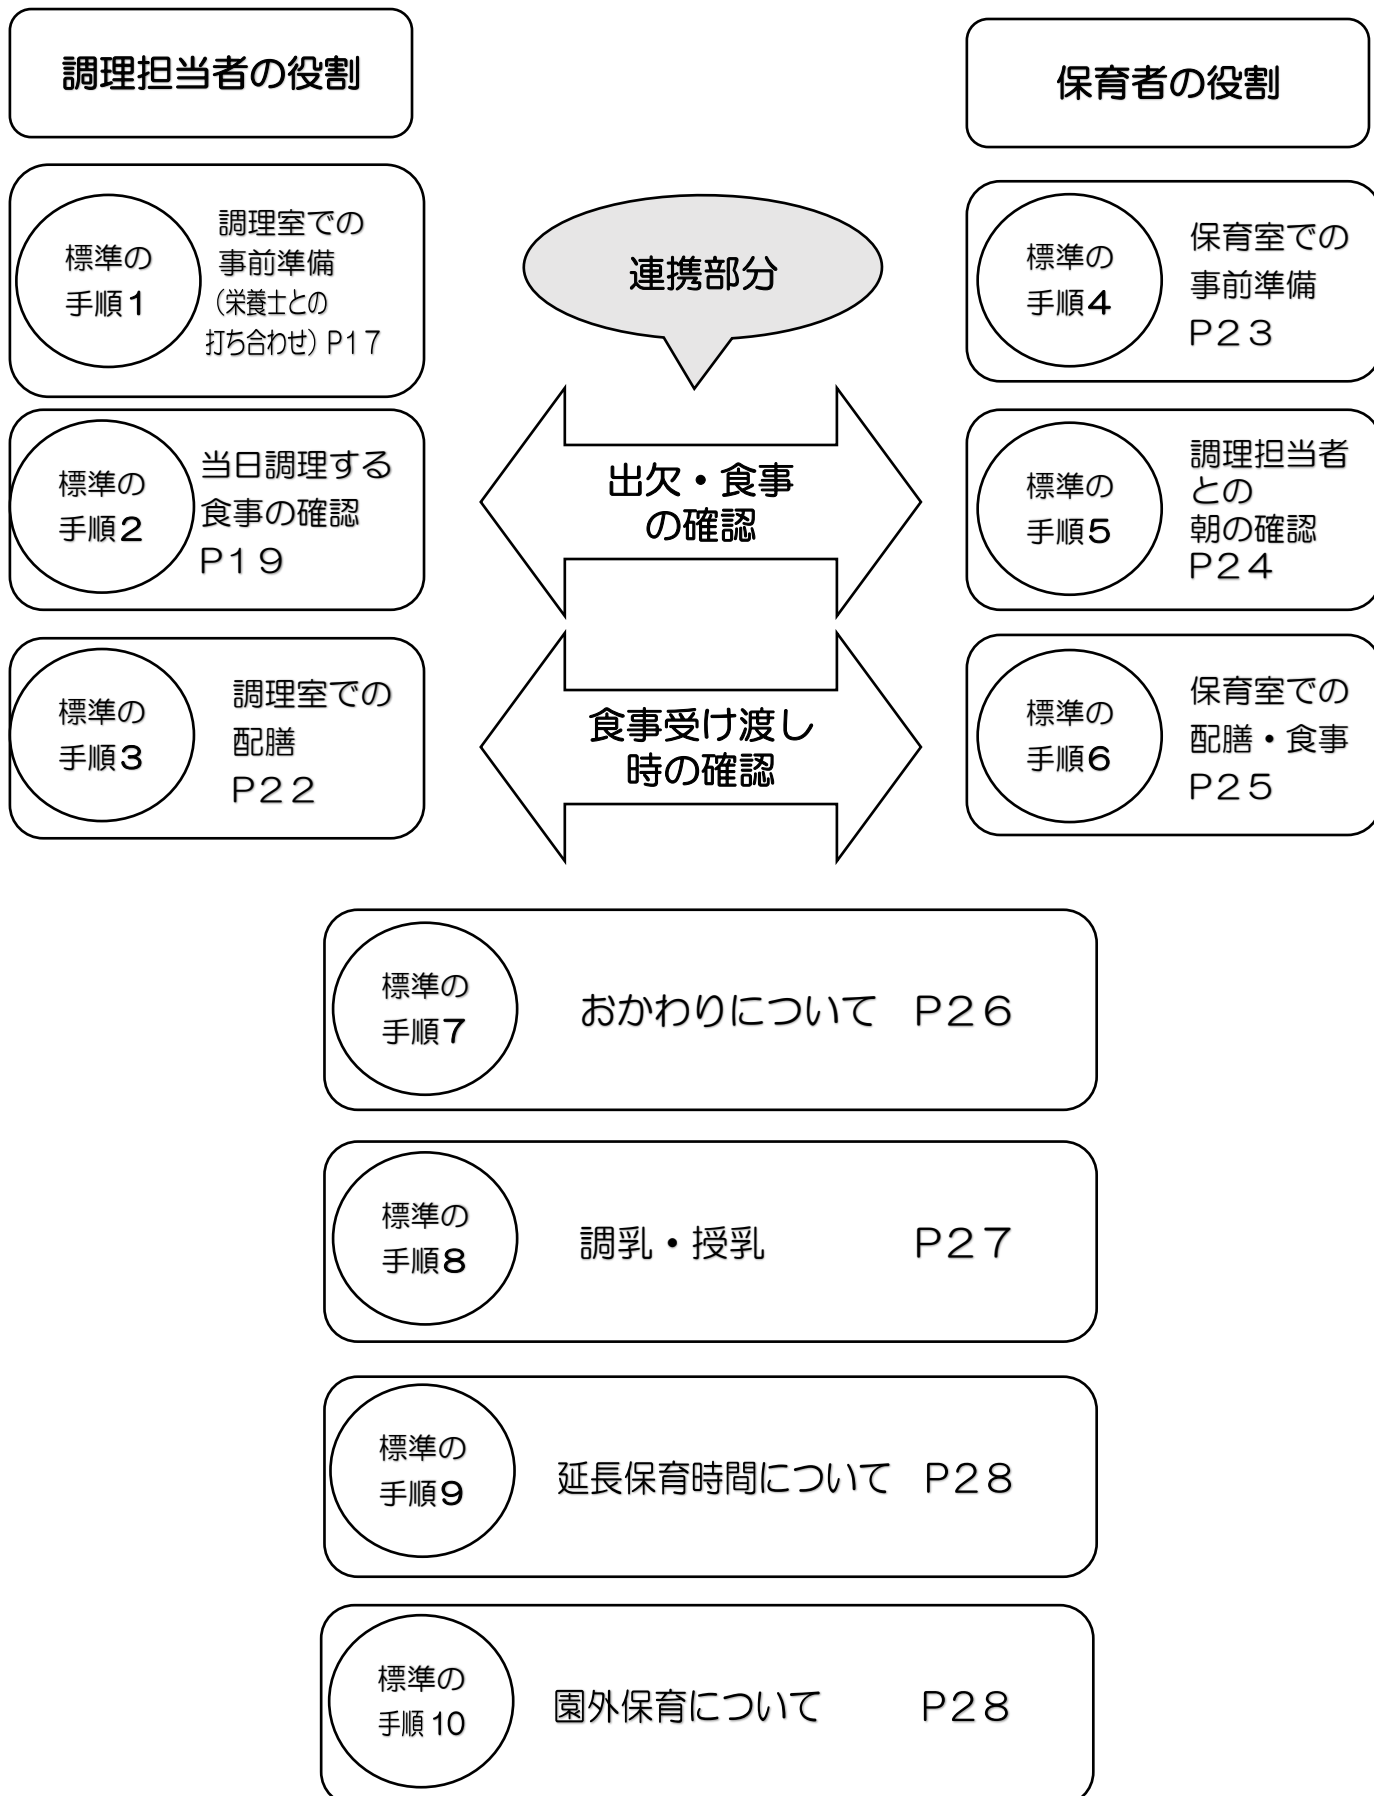 調理担当者の役割
標準の
手順1
調理室での
事前準備
（栄養士との
打ち合わせ）P17
標準の
手順2
当日調理する
食事の確認
P19
標準の
手順3
調理室での
配膳
P22
連携部分
出欠・食事
の確認
食事受け渡し
時の確認
保育者の役割
標準の
手順4
保育室での
事前準備
P23
標準の
手順5
調理担当者
との
朝の確認
P24
標準の
手順6
保育室での
配膳・食事
P25
標準の
手順7
おかわりについて P26
標準の
手順8
調乳・授乳 P27
標準の
手順9
延長保育時間について P28
標準の
手順10
園外保育について P28